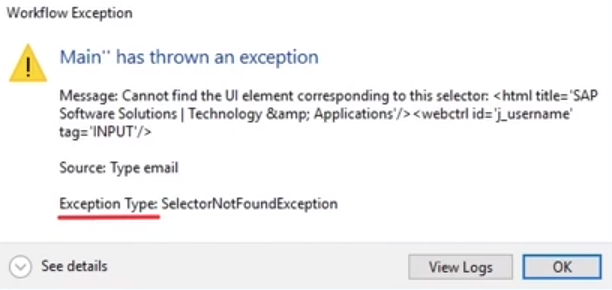 Workflow Exception
Main'' has thrown an exception
Message: Cannot find the UI element corresponding to this selector: <html title='SAP
Software Solutions | Technology &amp; Applications'/><webctrl id='j_username'
tag='INPUT'/>
Source: Type email
Exception Type: SelectorNotFoundException
See details
View Logs
OK